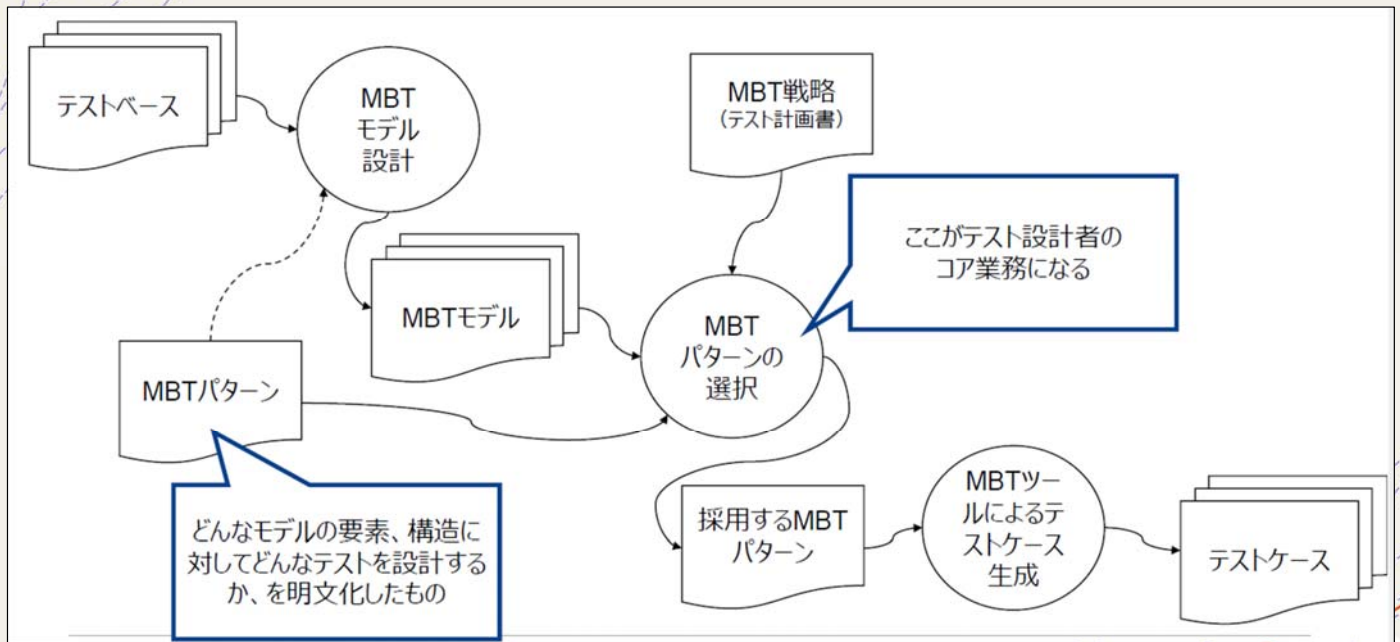 テストベース
MBT
モデル
設計
MBT戦略
(テスト計画書)
ここがテスト設計者の
コア業務になる
MBTモデル
MBT
パターンの
選択
MBTパターン
どんなモデルの要素、構造に
対してどんなテストを設計する
か、を明文化したもの
採用するMBT
パターン
MBTツー
ルによるテ
ストケース
生成
テストケース